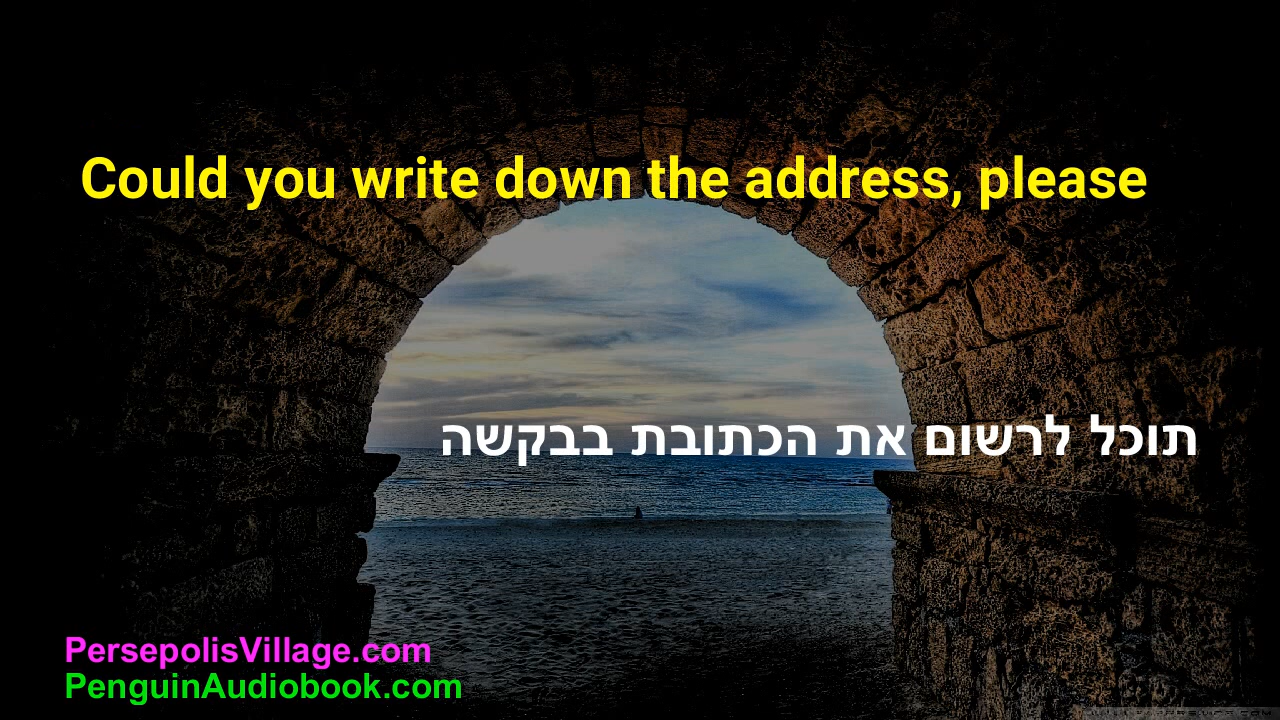 Could you write down the address, please
תוכל לרשום את הכתובת בבקשה
PersepolisVillage.com
PenguinAudiobook.com